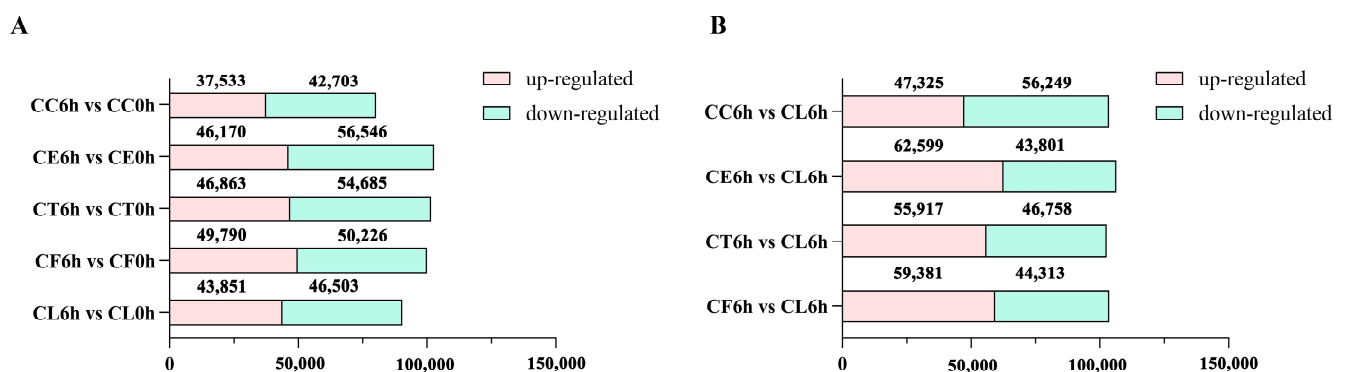 A
37,533 42,703
CC6h vs CC0h
46,170 56,546
CE6h vs CE0h
46,863 54,685
CT6h vs CT0h
49,790 50,226
CF6h vs CF0h
43,851 46,503
CL6h vs CL0h
0 50,000 100,000 150,000
up-regulated
down-regulated
B
47,325 56,249
CC6h vs CL6h
62,599 43,801
CE6h vs CL6h
55,917 46,758
CT6h vs CL6h
59,381 44,313
CF6h vs CL6h
0 50,000 100,000 150,000
up-regulated
down-regulated